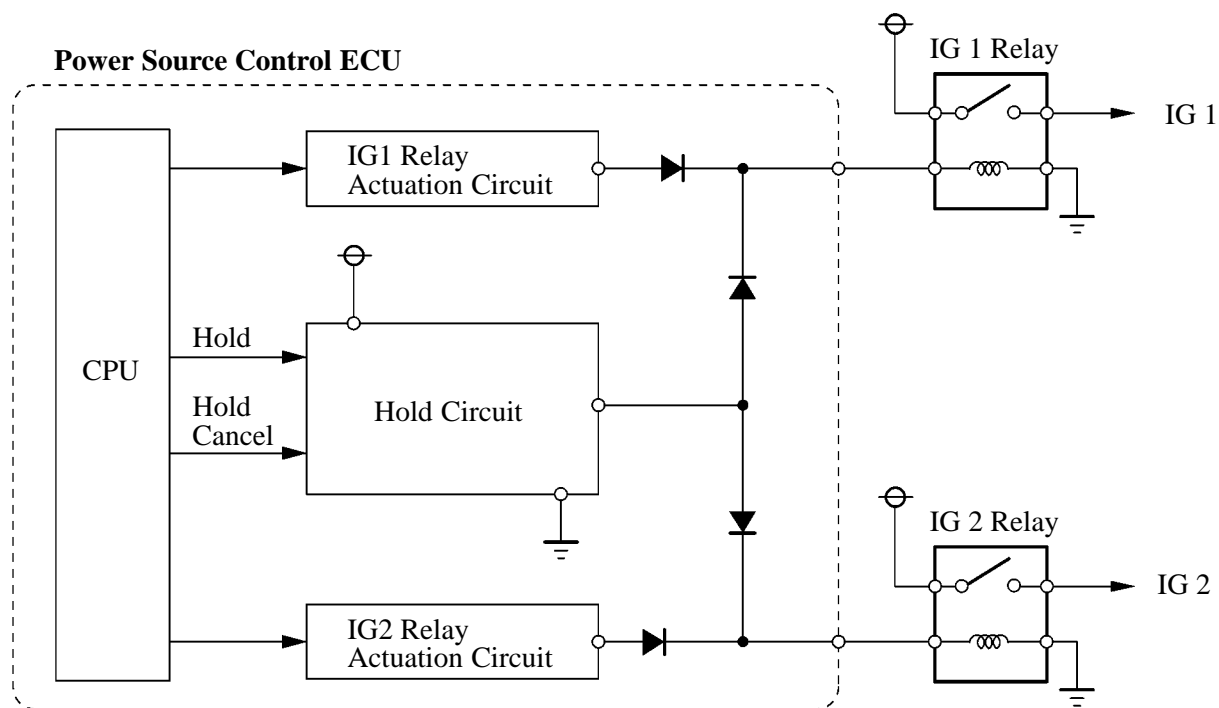 IG 1 Relay
Power Source Control ECU
IG 1
IG1 Relay
Actuation Circuit
Hold
CPU
Hold
Cancel
Hold Circuit
IG 2 Relay
IG 2
IG2 Relay
Actuation Circuit